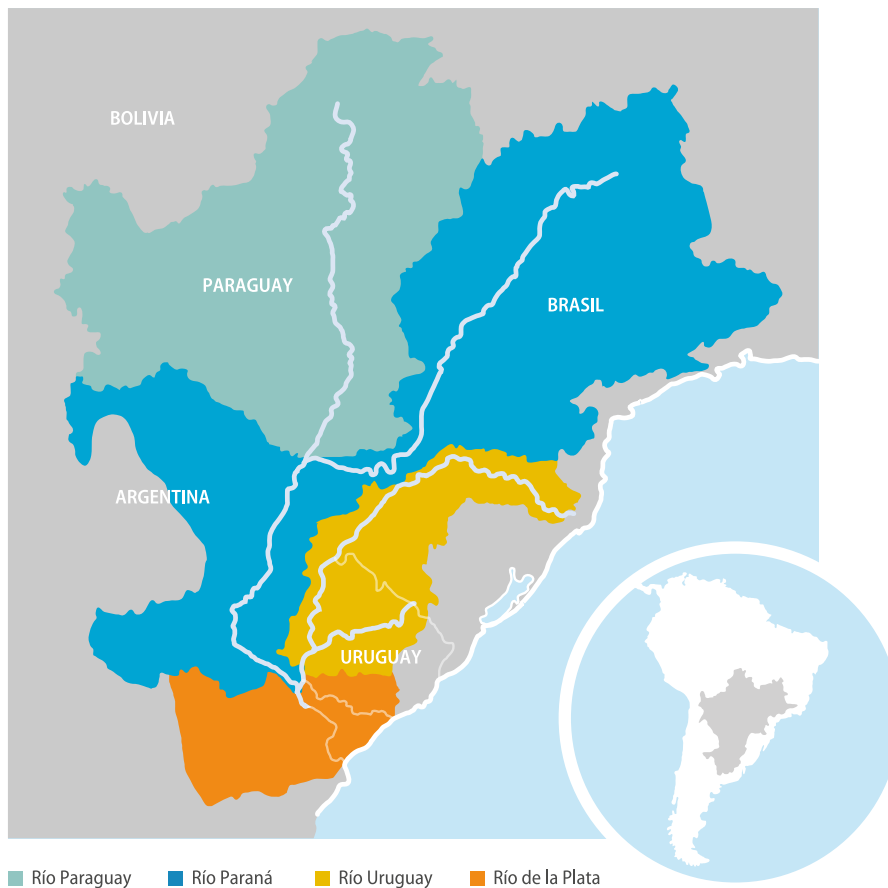 BOLIVIA
PARAGUAY
BRASIL
ARGENTINA
URUGUAY
Río Paraguay
Río Paraná
Río Uruguay
Río de la Plata